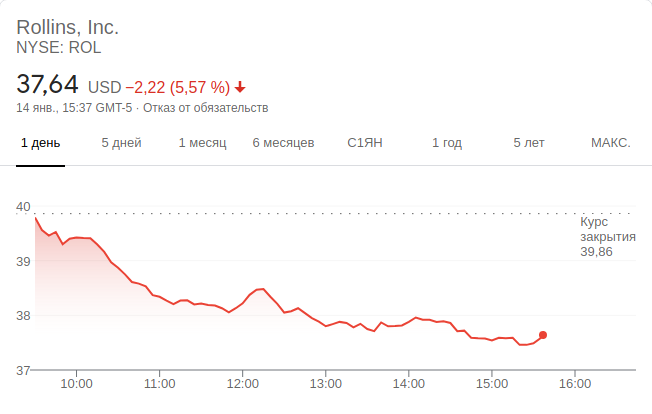 Rollins, Inc.
NYSE: ROL
37,64 USD −2,22 (5,57 %)
14 янв., 15:37 GMT-5 · Отказ от обязательств
1 день 5 дней 1 месяц 6 месяцев С1ЯН 1 год 5 лет МАКС.
40
Курс
закрытия
39,86
39
38
37
10:00 11:00 12:00 13:00 14:00 15:00 16:00